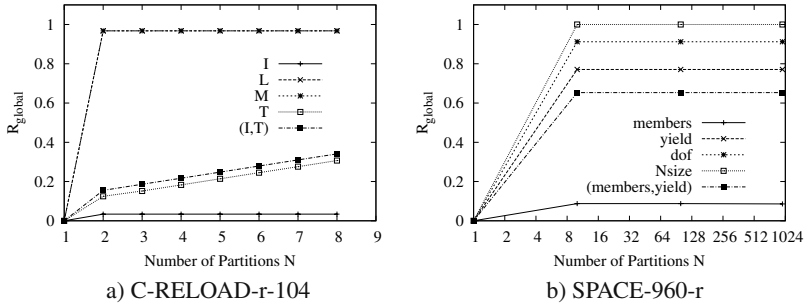 1
0.8
0.6
0.4
0.2
0
R_global
I
L
M
T
(I,T)
1 2 3 4 5 6 7 8 9
Number of Partitions N
a) C-RELOAD-r-104
1
0.8
0.6
0.4
0.2
0
R_global
members
yield
dof
Nsize
(members,yield)
1 2 4 8 16 32 64 128 256 512 1024
Number of Partitions N
b) SPACE-960-r